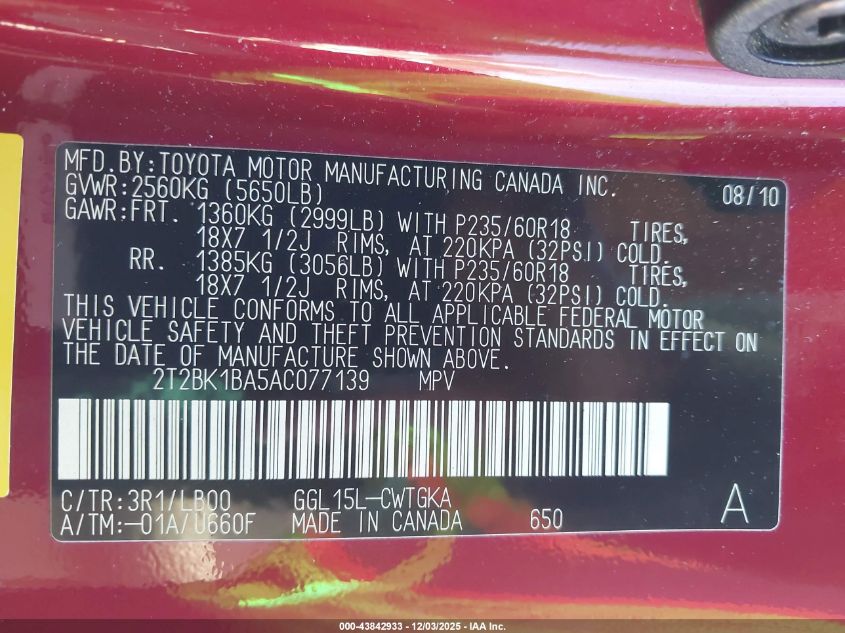 MFD.BY:TOYOTA MOTOR MANUFACTURING CANADA INC. 08/10
GVWR:2560KG (5650LB)
GAWR:FRT. 1360KG (2999LB) WITH P235/60R18 TIRES,
18X7 1/2J RIMS, AT 220KPA (32PSI) COLD.
RR. 1385KG (3056LB) WITH P235/60R18 TIRES,
18X7 1/2J RIMS, AT 220KPA (32PSI) COLD.
THIS VEHICLE CONFORMS TO ALL APPLICABLE FEDERAL MOTOR
VEHICLE SAFETY AND THEFT PREVENTION STANDARDS IN EFFECT ON
THE DATE OF MANUFACTURE SHOWN ABOVE.
2T2BK1BA5AC077139 MPV
C/TR:3R1/LB00 GGL15L-CWTGKA
A/TM:-01A/U660F MADE IN CANADA 650 A
000-43842933 - 12/03/2025 - IAA Inc.